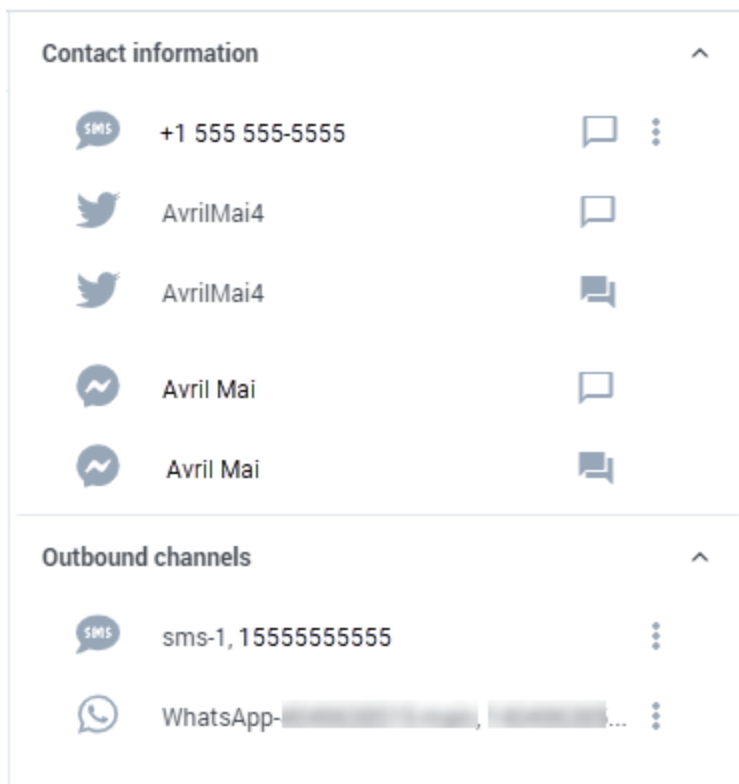 Contact information
SMS +1 555 555-5555
AvrilMai4
AvrilMai4
Avril Mai
Avril Mai
Outbound channels
SMS sms-1, 15555555555
WhatsApp- , ...